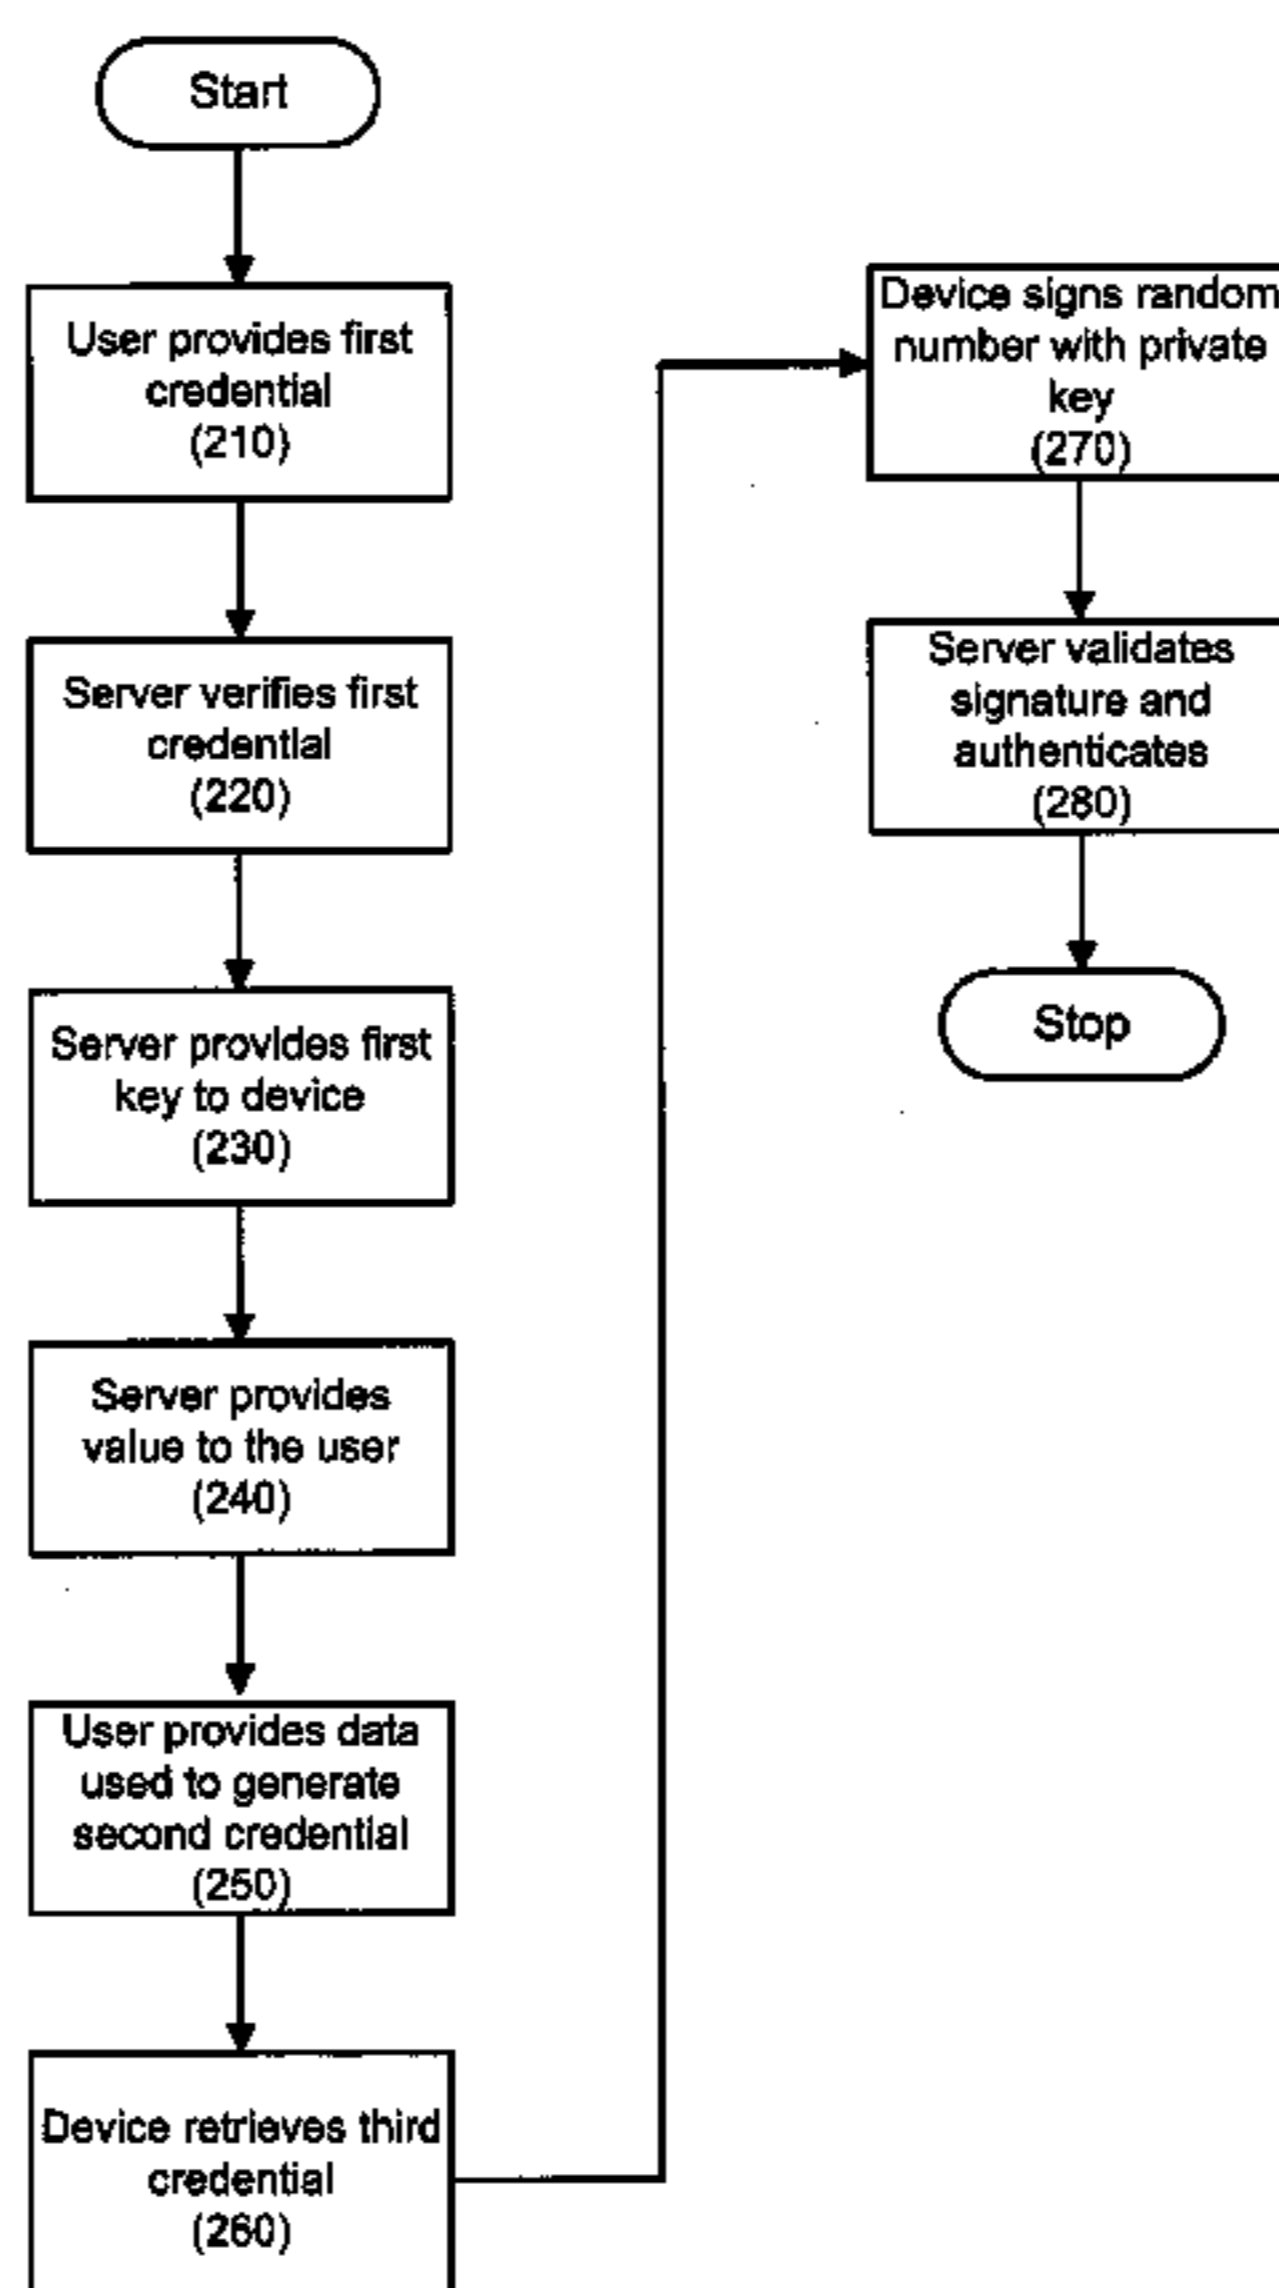 Start
User provides first
credential
(210)
Server verifies first
credential
(220)
Server provides first
key to device
(230)
Server provides
value to the user
(240)
User provides data
used to generate
second credential
(250)
Device retrieves third
credential
(260)
Device signs random
number with private
key
(270)
Server validates
signature and
authenticates
(280)
Stop